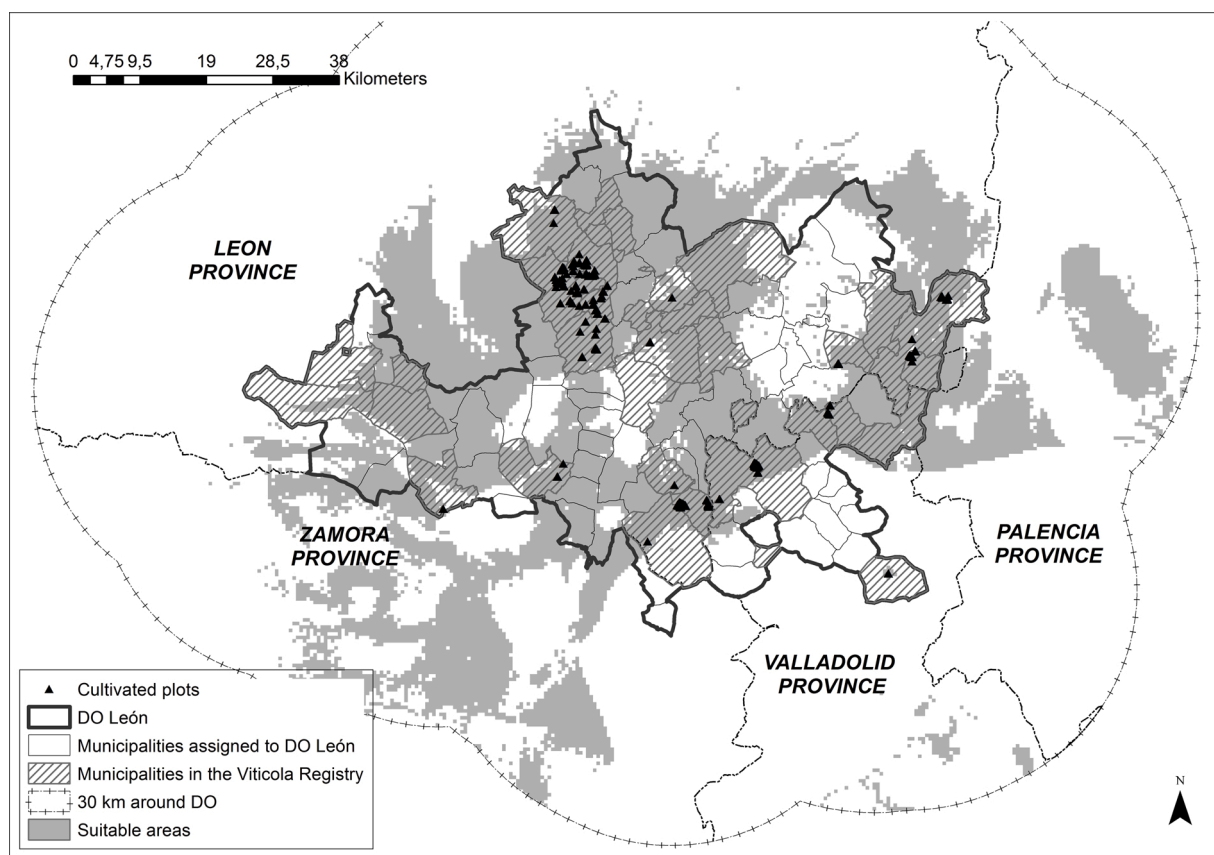 0 4,75 9,5 19 28,5 38
Kilometers
LEON
PROVINCE
ZAMORA
PROVINCE
PALENCIA
PROVINCE
VALLADOLID
PROVINCE
Cultivated plots
DO León
Municipalities assigned to DO León
Municipalities in the Viticola Registry
30 km around DO
Suitable areas
N